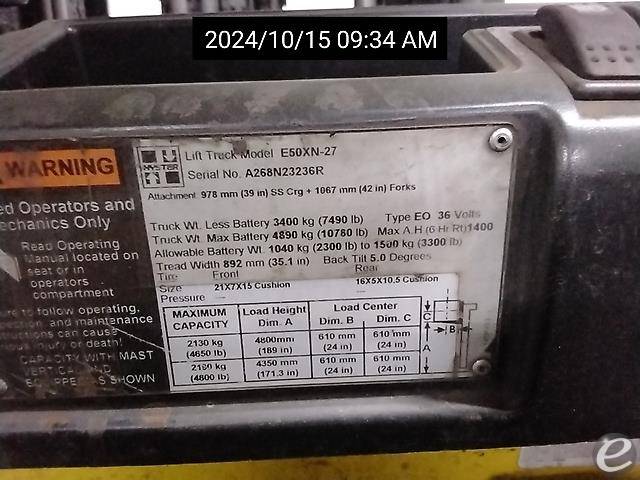 2024/10/15 09:34 AM
WARNING
ed Operators and
echanics Only
Read Operating
Manual located on
seat or in
operators
compartment
ure to follow operating,
and maintenance
can cause
injury or death!
CAPACITY WITH MAST
VERTICAL AND
EQUIPPED AS SHOWN
HYSTER
Lift Truck Model E50XN-27
Serial No. A268N23236R
Attachment 978 mm (39 in) SS Crg + 1067 mm (42 in) Forks
Truck Wt. Less Battery 3400 kg (7490 lb) Type EO 36 Volts
Truck Wt. Max Battery 4890 kg (10780 lb) Max A.H (6 Hr Rt) 1400
Allowable Battery Wt. 1040 kg (2300 lb) to 1500 kg (3300 lb)
Tread Width 892 mm (35.1 in) Back Tilt 5.0 Degrees
Tire- Front Rear
Size 21X7X15 Cushion 16X5X10.5 Cushion
Pressure — —
MAXIMUM CAPACITY Load Height Dim. A Load Center Dim. B Dim. C
2130 kg (4650 lb) 4800mm (189 in) 610 mm (24 in) 610 mm (24 in)
2180 kg (4800 lb) 4350 mm (171.3 in) 610 mm (24 in) 610 mm (24 in)
C
B
A
e